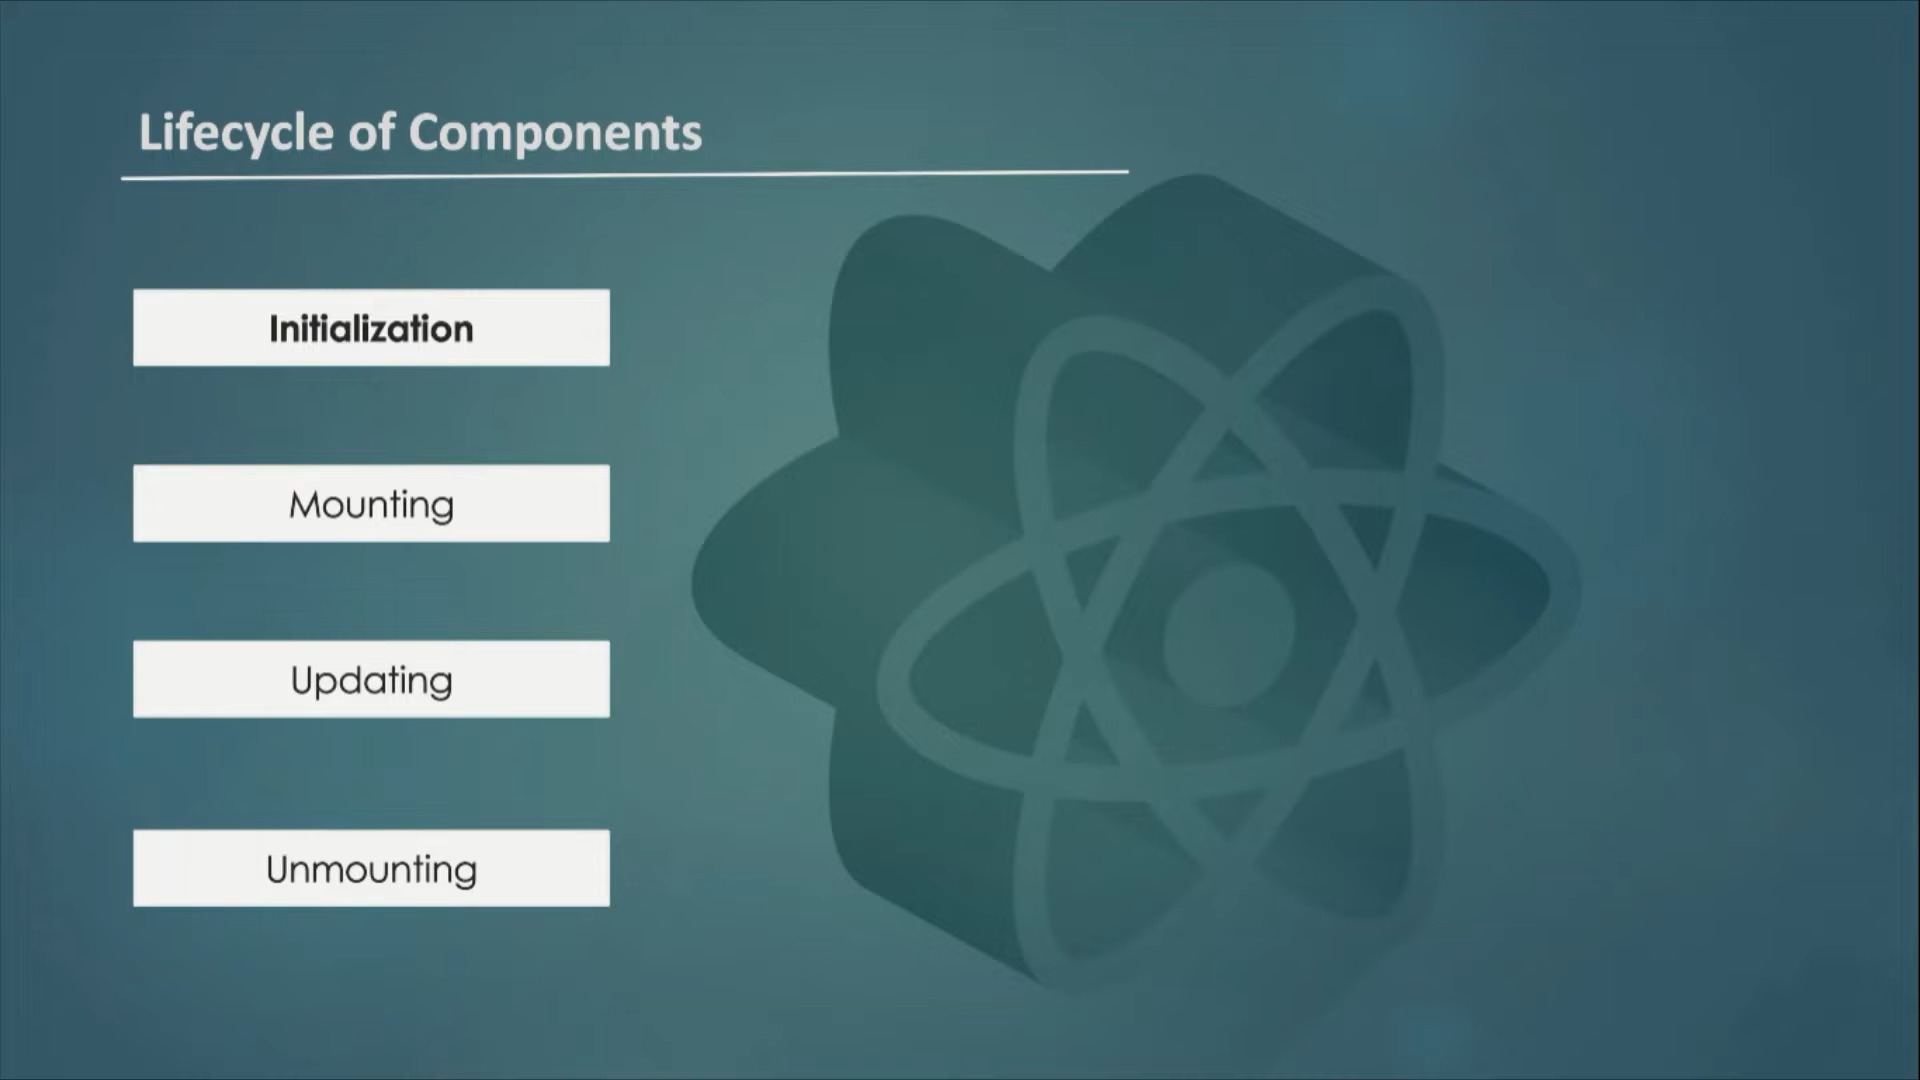 Lifecycle of Components
Initialization
Mounting
Updating
Unmounting